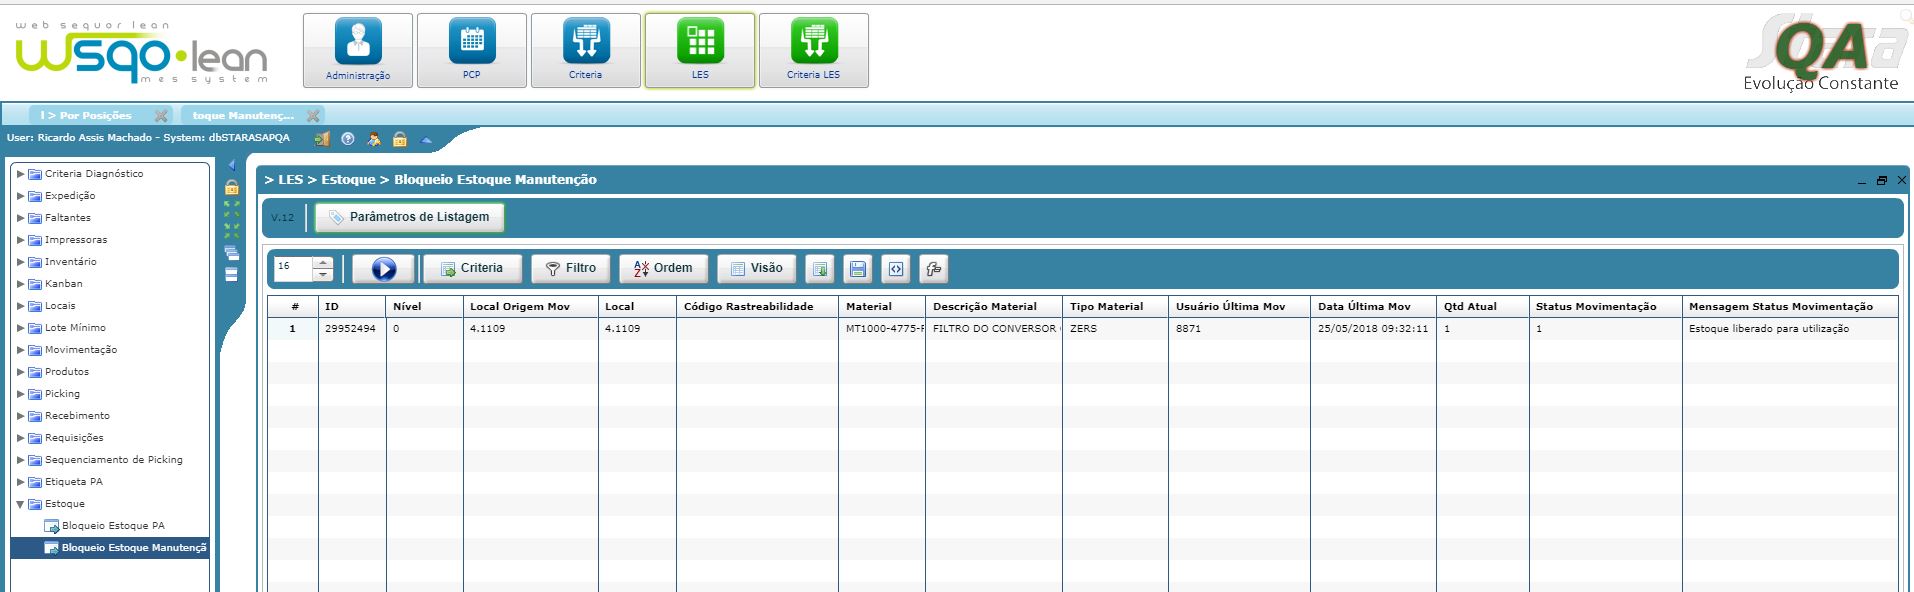 web sequor lean
wsqo•lean
mes system
Administração
PCP
Criteria
LES
Criteria LES
QA
Evolução Constante
l > Por Posições
toque Manutenç...
User: Ricardo Assis Machado - System: dbSTARASAPQA
Criteria Diagnóstico
Expedição
Faltantes
Impressoras
Inventário
Kanban
Locais
Lote Mínimo
Movimentação
Produtos
Picking
Recebimento
Requisições
Sequenciamento de Picking
Etiqueta PA
Estoque
Bloqueio Estoque PA
Bloqueio Estoque Manutençã
> LES > Estoque > Bloqueio Estoque Manutenção
V.12 Parâmetros de Listagem
16 Criteria Filtro Ordem Visão
# ID Nível Local Origem Mov Local Código Rastreabilidade Material Descrição Material Tipo Material Usuário Última Mov Data Última Mov Qtd Atual Status Movimentação Mensagem Status Movimentação
1 29952494 0 4.1109 4.1109 MT1000-4775-F FILTRO DO CONVERSOR ZERS 8871 25/05/2018 09:32:11 1 1 Estoque liberado para utilização